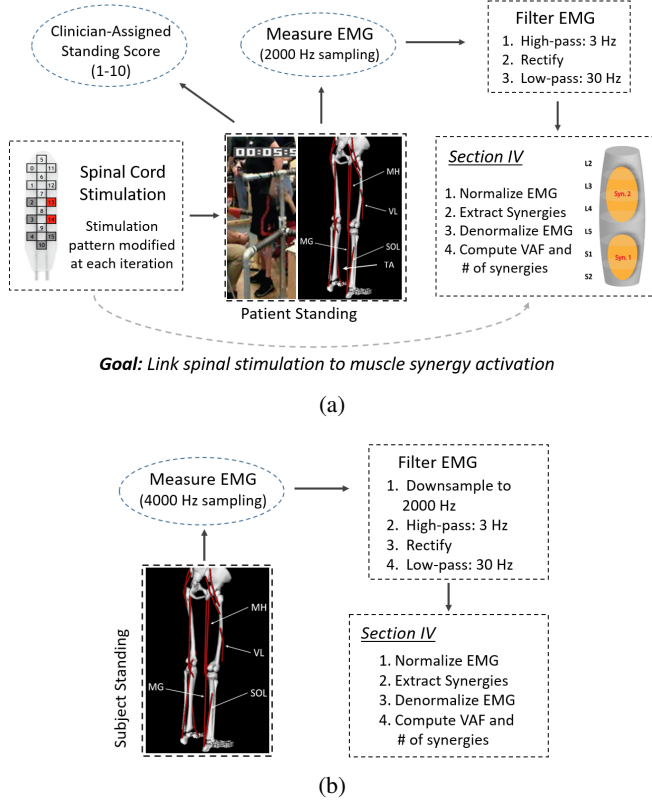 Clinician-Assigned
Standing Score
(1-10)
Measure EMG
(2000 Hz sampling)
Filter EMG
1. High-pass: 3 Hz
2. Rectify
3. Low-pass: 30 Hz
5
0 11
6
1 12
7
2 13
8
3 14
9
4 15
10
Spinal Cord
Stimulation
Stimulation
pattern modified
at each iteration
00:05:5
MH
VL
MG
SOL
TA
Patient Standing
Section IV
1. Normalize EMG
2. Extract Synergies
3. Denormalize EMG
4. Compute VAF and
# of synergies
L2
L3
L4
L5
S1
S2
Syn. 2
Syn. 1
Goal: Link spinal stimulation to muscle synergy activation
(a)
Measure EMG
(4000 Hz sampling)
Filter EMG
1. Downsample to
2000 Hz
2. High-pass: 3 Hz
3. Rectify
4. Low-pass: 30 Hz
Subject Standing
MH
VL
MG
SOL
Section IV
1. Normalize EMG
2. Extract Synergies
3. Denormalize EMG
4. Compute VAF and
# of synergies
(b)